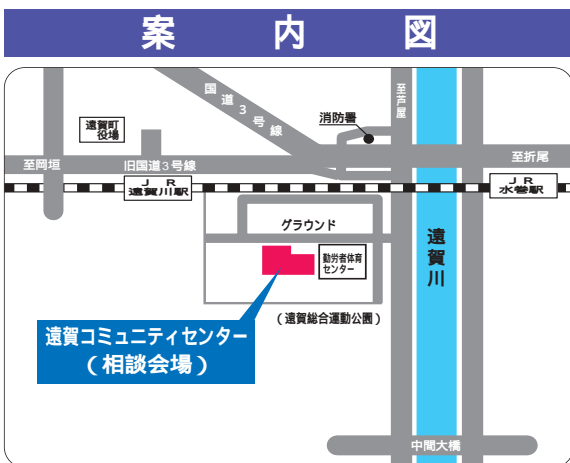 案内図
国道3号線
至芦屋
消防署
遠賀町
役場
至岡垣
旧国道3号線
至折尾
JR
遠賀川駅
JR
水巻駅
グラウンド
勤労者体育
センター
遠賀川
(遠賀総合運動公園)
遠賀コミュニティセンター
(相談会場)
中間大橋